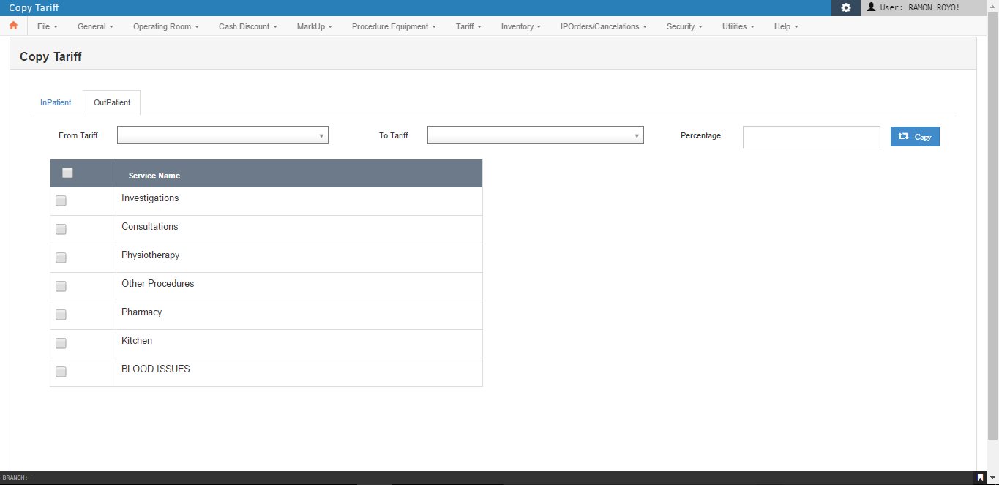 Copy Tariff
User: RAMON ROYO!
File General Operating Room Cash Discount MarkUp Procedure Equipment Tariff Inventory IPOrders/Cancelations Security Utilities Help
Copy Tariff
InPatient OutPatient
From Tariff To Tariff Percentage: Copy
Service Name
Investigations
Consultations
Physiotherapy
Other Procedures
Pharmacy
Kitchen
BLOOD ISSUES
BRANCH: -